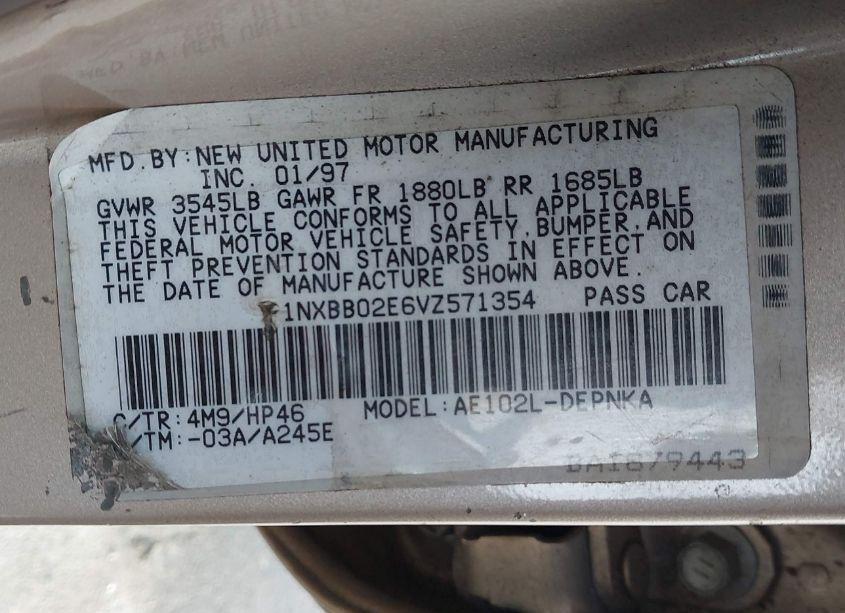 MFD. BY: NEW UNITED MOTOR MANUFACTURING
INC. 01/97
GVWR 3545LB GAWR FR 1880LB RR 1685LB
THIS VEHICLE CONFORMS TO ALL APPLICABLE
FEDERAL MOTOR VEHICLE SAFETY, BUMPER, AND
THEFT PREVENTION STANDARDS IN EFFECT ON
THE DATE OF MANUFACTURE SHOWN ABOVE.
1NXBB02E6VZ571354 PASS CAR
C/TR: 4M9/HP46 MODEL: AE102L-DEPNKA
/TM: -03A/A245E
BA1879443